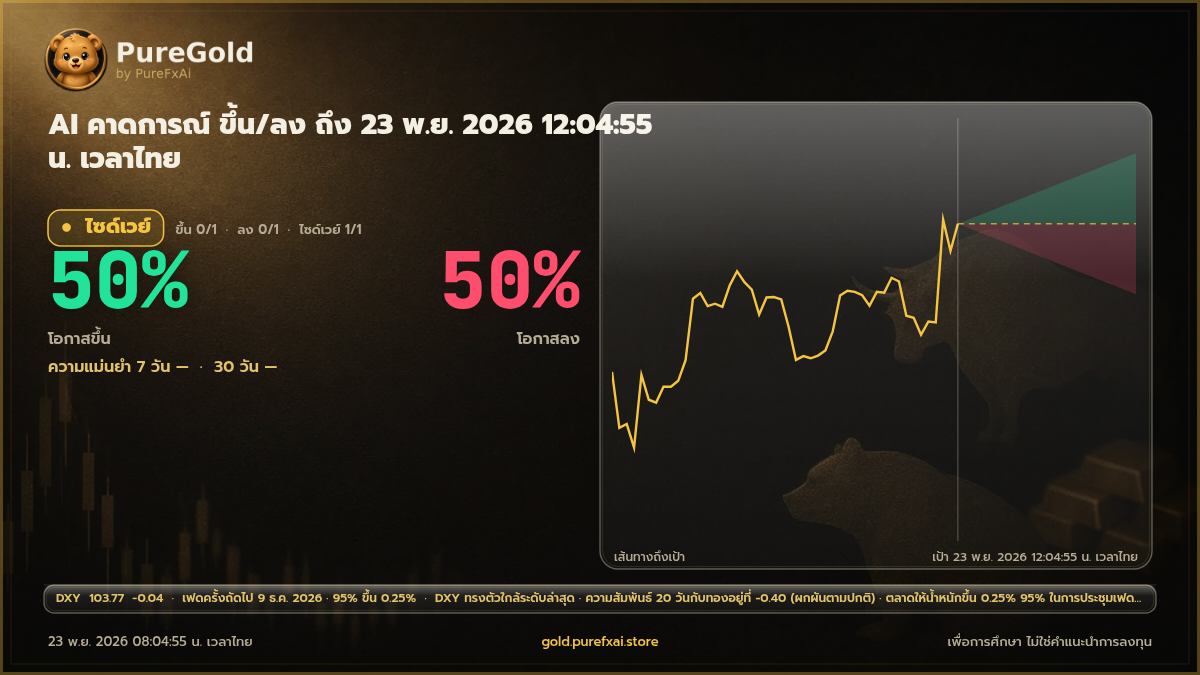 PureGold
by PureFxAi
AI คาดการณ์ ขึ้น/ลง ถึง 23 พ.ย. 2026 12:04:55
น. เวลาไทย
ไซด์เวย์
ขึ้น 0/1 · ลง 0/1 · ไซด์เวย์ 1/1
50%
50%
โอกาสขึ้น
โอกาสลง
ความแม่นยำ 7 วัน — · 30 วัน —
เส้นทางถึงเป้า
เป้า 23 พ.ย. 2026 12:04:55 น. เวลาไทย
DXY 103.77 -0.04 · เฟดครั้งถัดไป 9 ธ.ค. 2026 · 95% ขึ้น 0.25% · DXY ทรงตัวใกล้ระดับล่าสุด · ความสัมพันธ์ 20 วันกับทองอยู่ที่ -0.40 (ผกผันตามปกติ) · ตลาดให้น้ำหนักขึ้น 0.25% 95% ในการประชุมเฟด…
23 พ.ย. 2026 08:04:55 น. เวลาไทย
gold.purefxai.store
เพื่อการศึกษา ไม่ใช่คำแนะนำการลงทุน